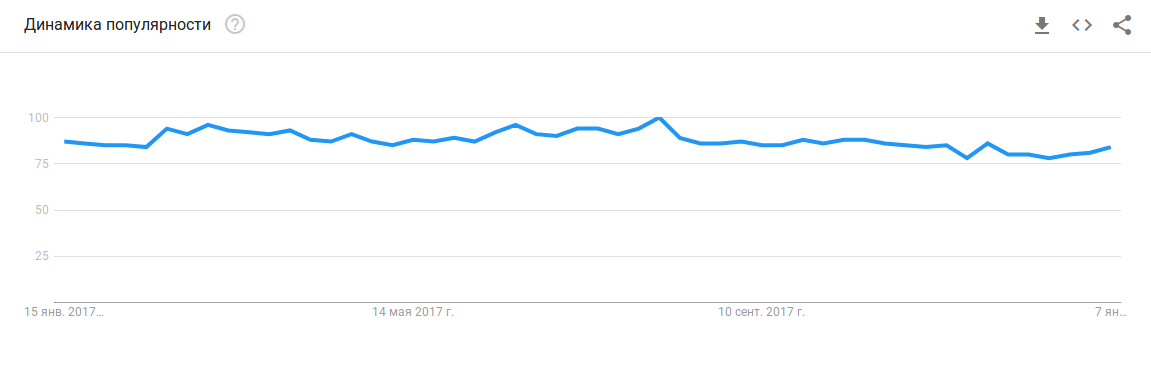 Динамика популярности ?
100
75
50
25
15 янв. 2017…
14 мая 2017 г.
10 сент. 2017 г.
7 ян…